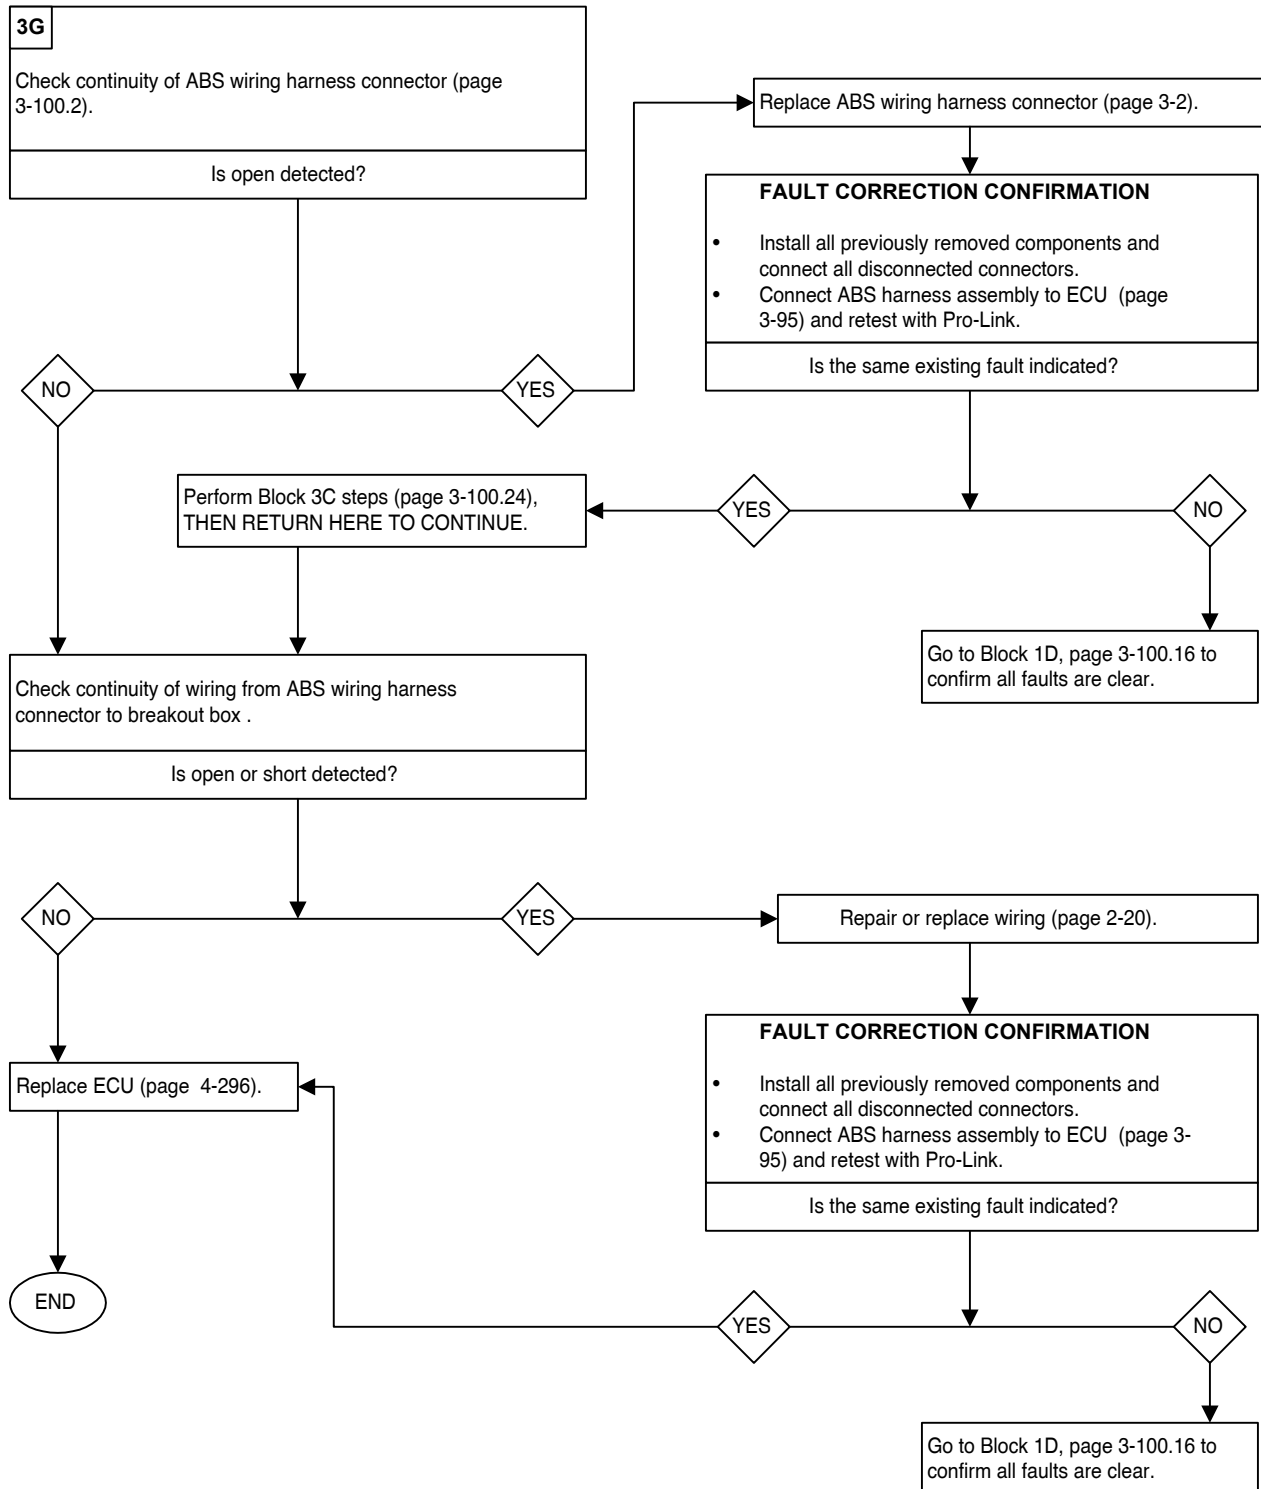 3G
Check continuity of ABS wiring harness connector (page
3-100.2).
Is open detected?
Replace ABS wiring harness connector (page 3-2).
FAULT CORRECTION CONFIRMATION
• Install all previously removed components and
connect all disconnected connectors.
• Connect ABS harness assembly to ECU (page
3-95) and retest with Pro-Link.
Is the same existing fault indicated?
NO
YES
Perform Block 3C steps (page 3-100.24),
THEN RETURN HERE TO CONTINUE.
YES
NO
Go to Block 1D, page 3-100.16 to
confirm all faults are clear.
Check continuity of wiring from ABS wiring harness
connector to breakout box .
Is open or short detected?
NO
YES
Repair or replace wiring (page 2-20).
FAULT CORRECTION CONFIRMATION
• Install all previously removed components and
connect all disconnected connectors.
• Connect ABS harness assembly to ECU (page 3-
95) and retest with Pro-Link.
Is the same existing fault indicated?
Replace ECU (page 4-296).
END
YES
NO
Go to Block 1D, page 3-100.16 to
confirm all faults are clear.